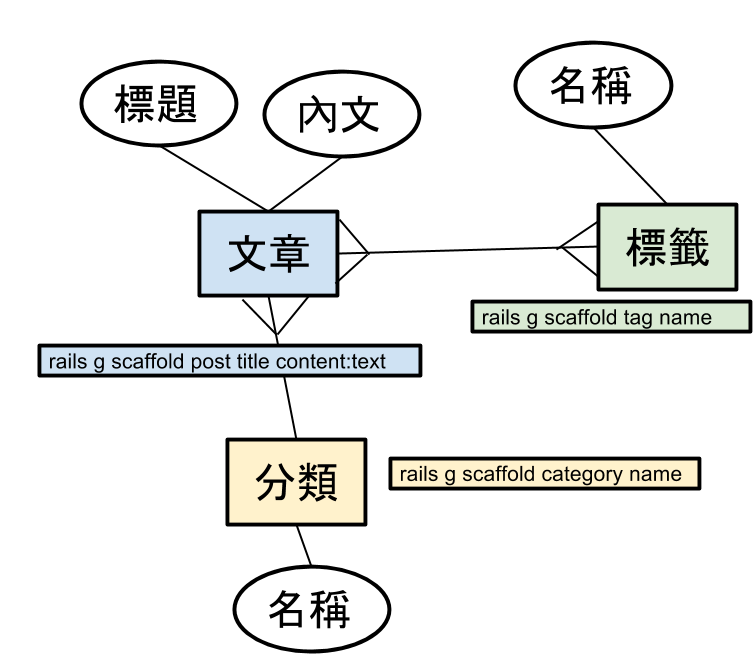 標題
內文
名稱
文章
標籤
rails g scaffold tag name
rails g scaffold post title content:text
分類
rails g scaffold category name
名稱